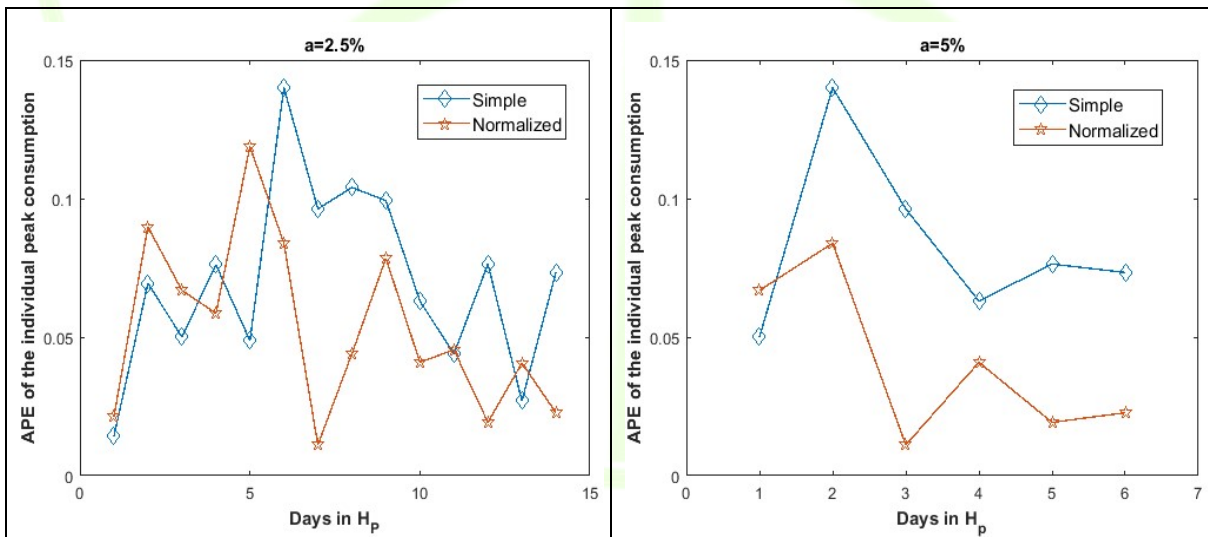 a=2.5%
APE of the individual peak consumption
0.15
0.1
0.05
0
Simple
Normalized
0 5 10 15
Days in H_P
a=5%
APE of the individual peak consumption
0.15
0.1
0.05
0
Simple
Normalized
0 1 2 3 4 5 6 7
Days in H_p